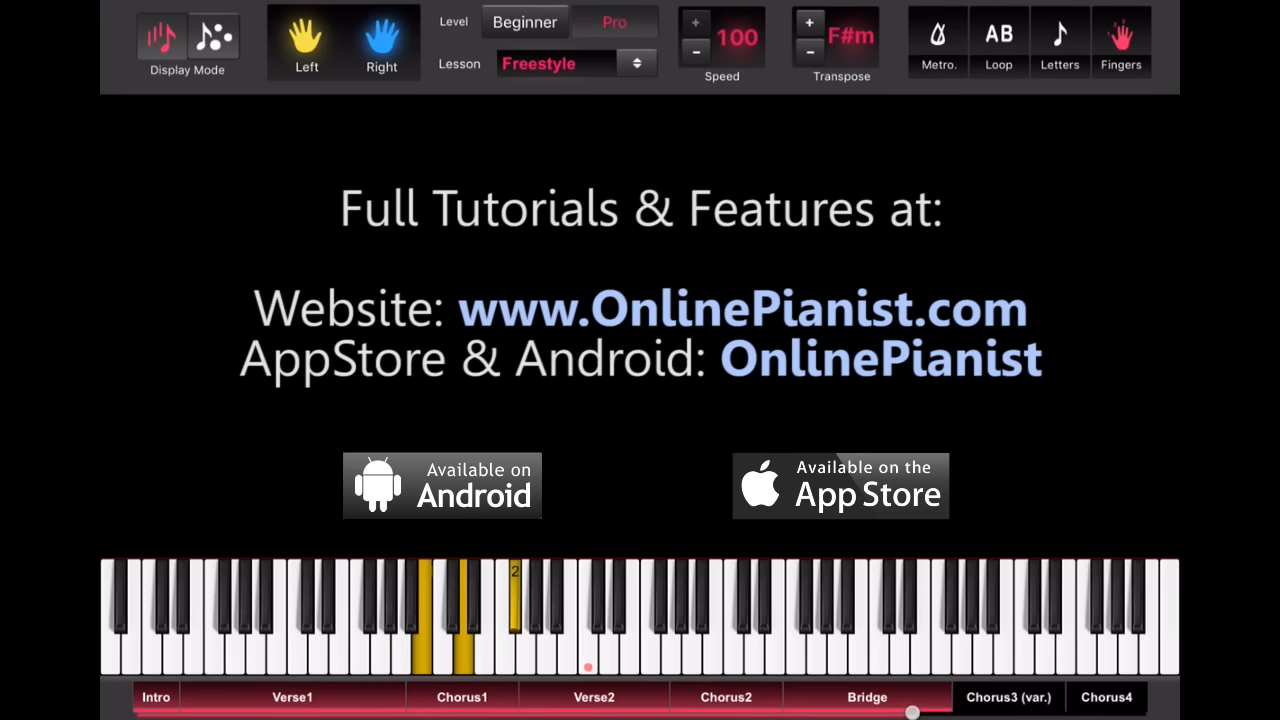 Display Mode
Left
Right
Level
Beginner
Pro
Lesson
Freestyle
+
-
100
Speed
+
-
F#m
Transpose
Metro.
AB
Loop
Letters
Fingers
Full Tutorials & Features at:
Website: www.OnlinePianist.com
AppStore & Android: OnlinePianist
Available on
Android
Available on the
App Store
2
Intro
Verse1
Chorus1
Verse2
Chorus2
Bridge
Chorus3 (var.)
Chorus4